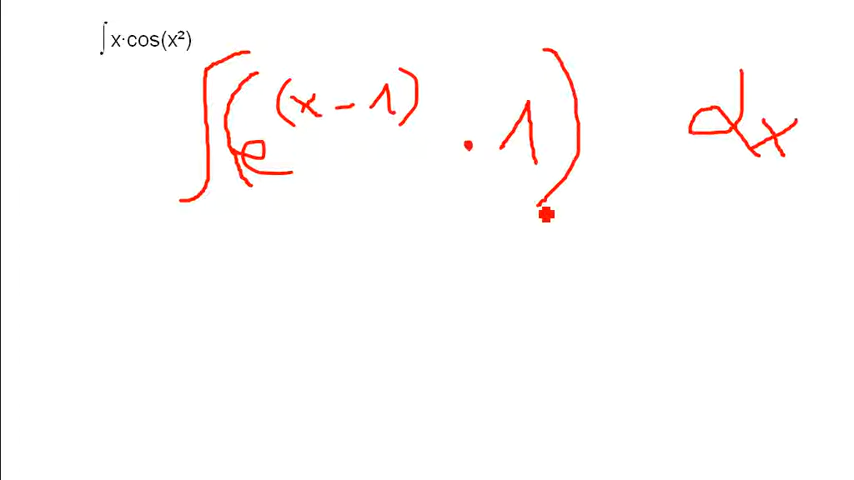 ∫x·cos(x²)
∫(e^(x-1) · 1) dx